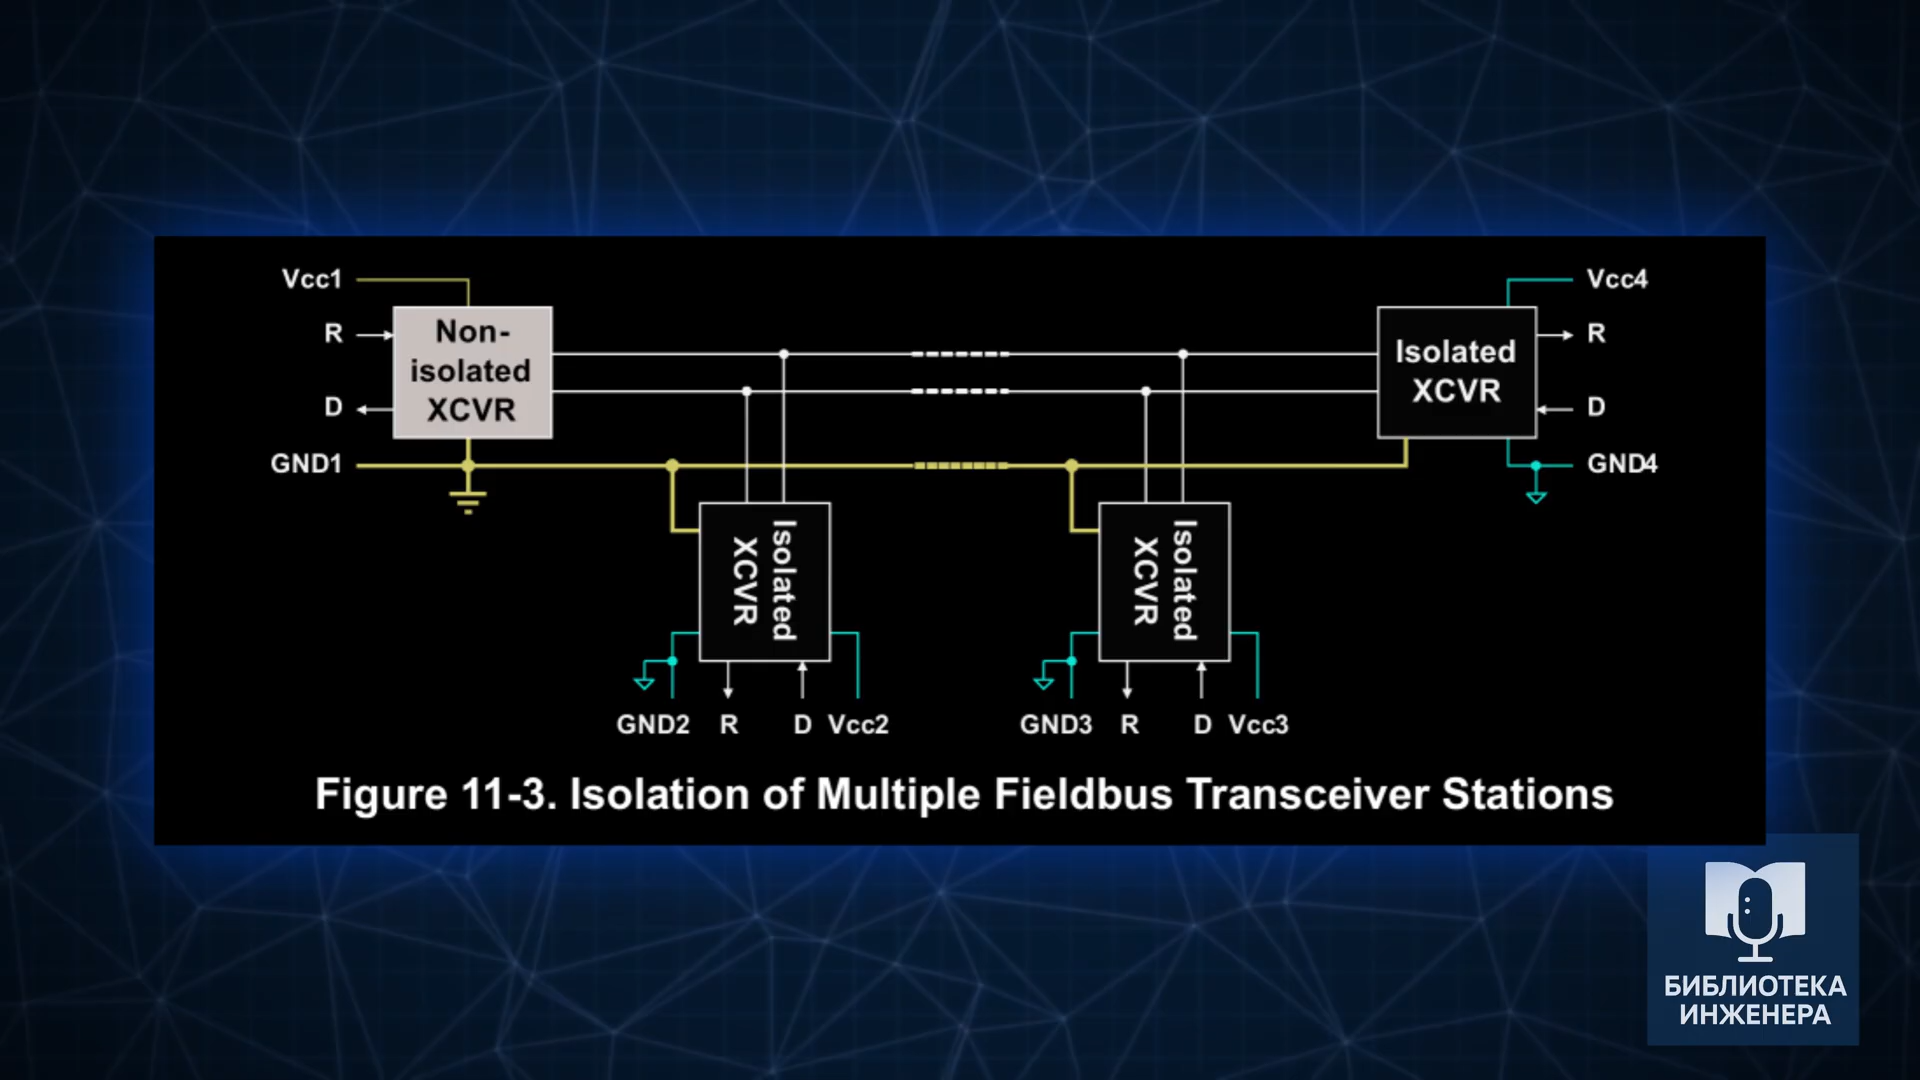 Vcc1
R
D
GND1
Non-
isolated
XCVR
Isolated
XCVR
Vcc4
R
D
GND4
Isolated
XCVR
GND2 R D Vcc2
Isolated
XCVR
GND3 R D Vcc3
Figure 11-3. Isolation of Multiple Fieldbus Transceiver Stations
БИБЛИОТЕКА
ИНЖЕНЕРА